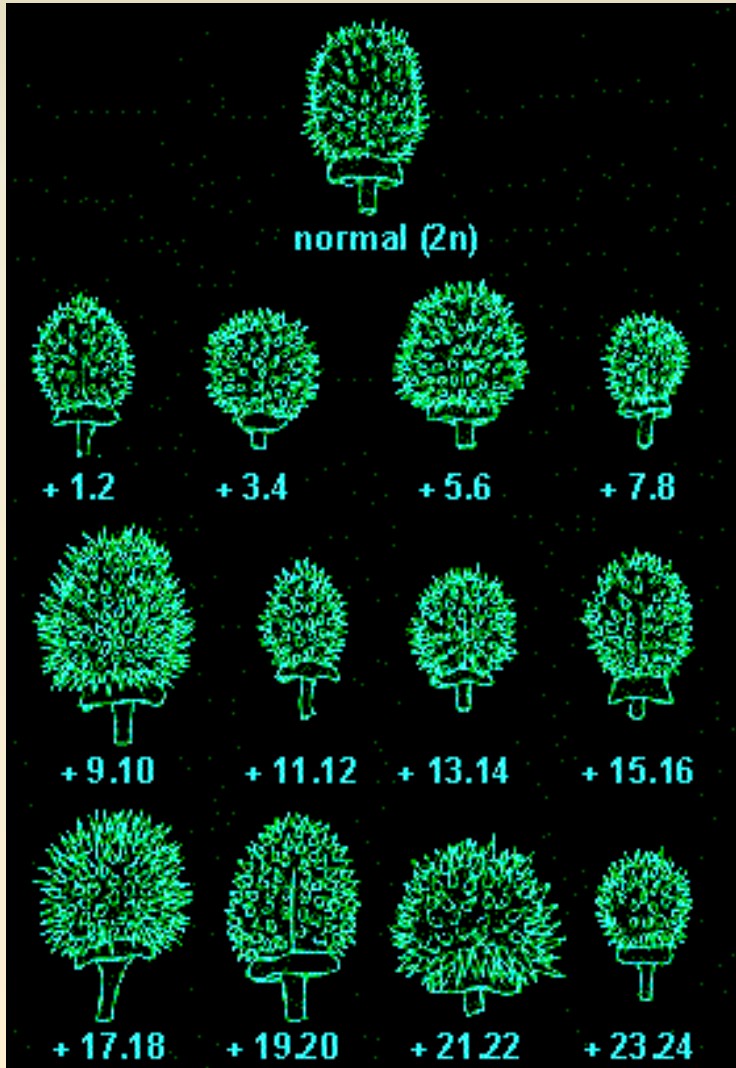 normal (2n)
+ 1.2 + 3.4 + 5.6 + 7.8
+ 9.10 + 11.12 + 13.14 + 15.16
+ 17.18 + 19.20 + 21.22 + 23.24